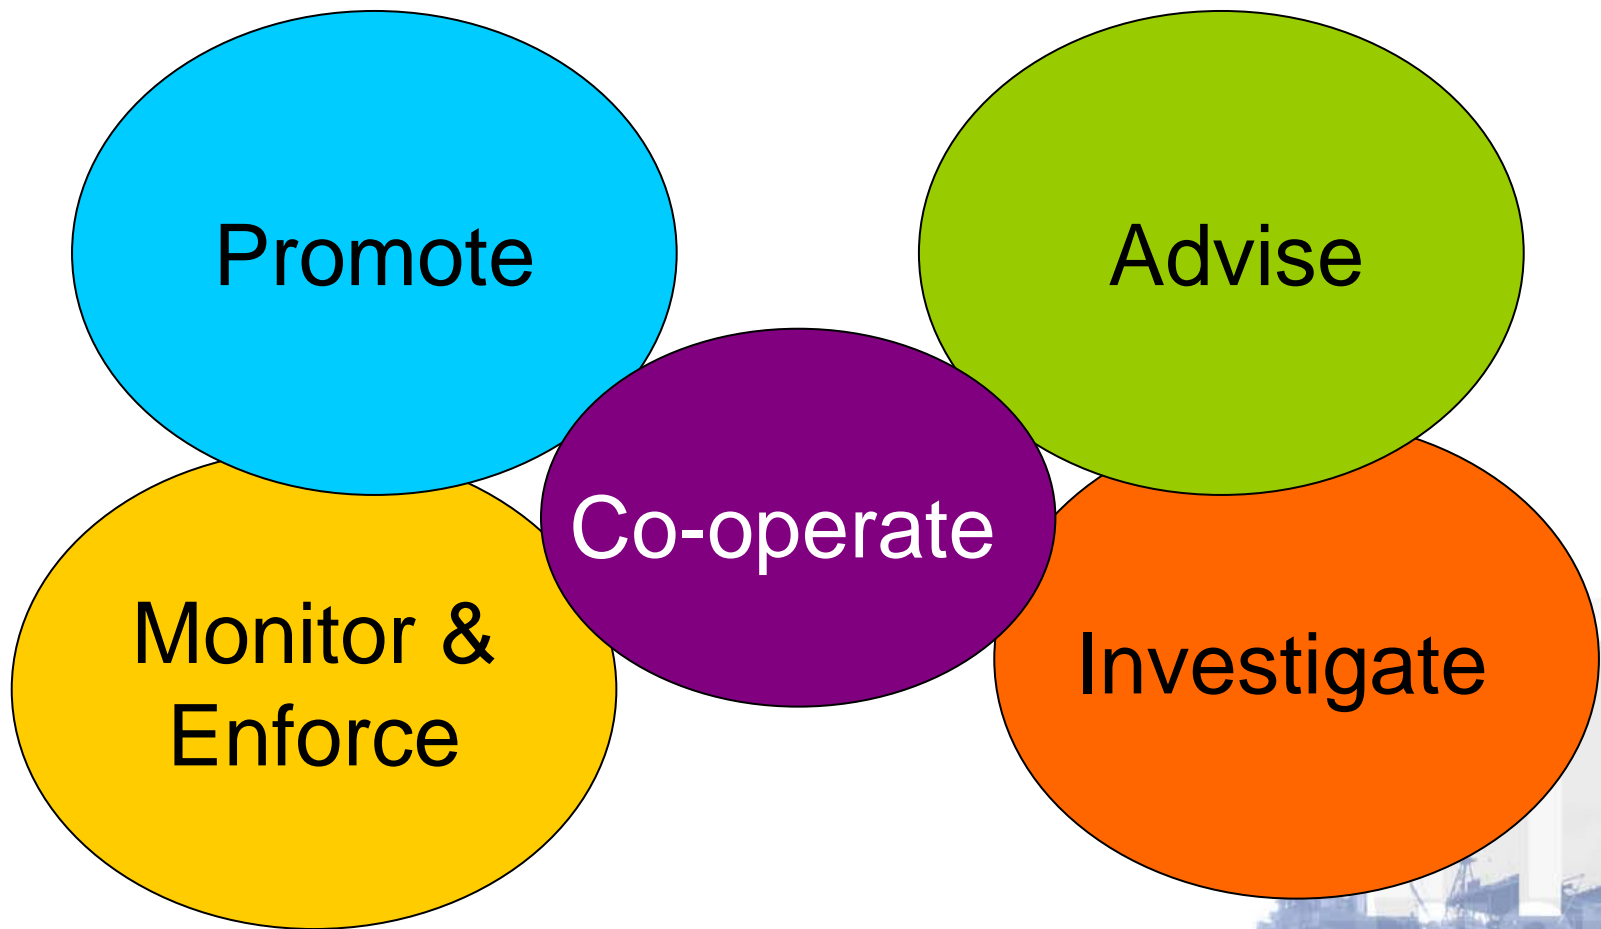 Promote
Advise
Co-operate
Monitor &
Enforce
Investigate